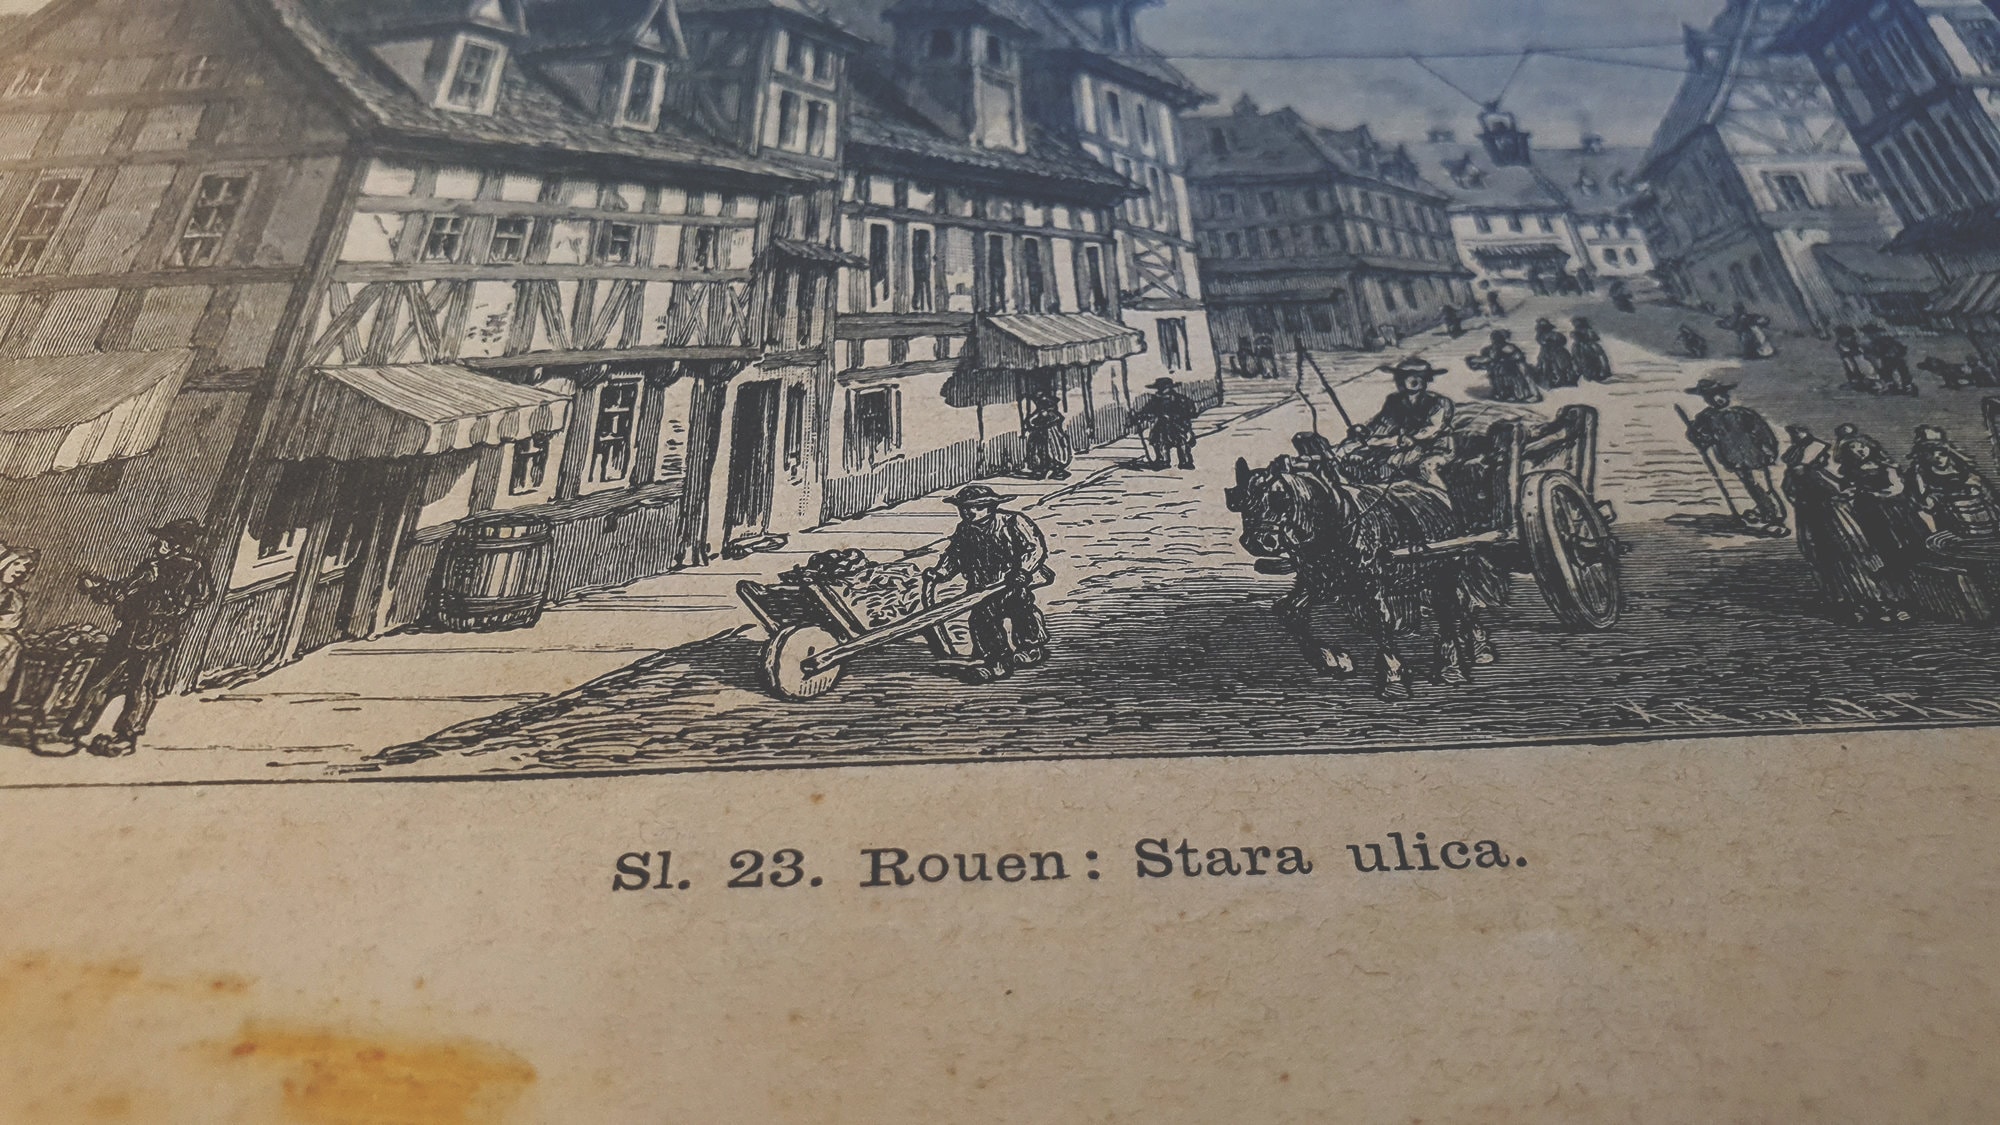 Sl. 23. Rouen: Stara ulica.